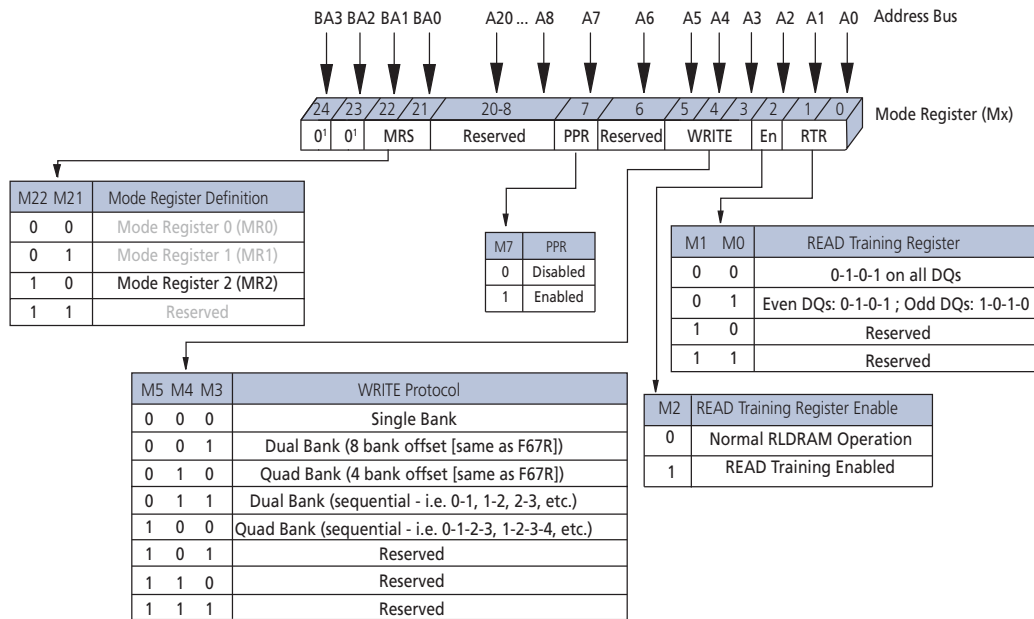 BA3 BA2 BA1 BA0 A20 ... A8 A7 A6 A5 A4 A3 A2 A1 A0 Address Bus
24 23 22 21 20-8 7 6 5 4 3 2 1 0 Mode Register (Mx)
0¹ 0¹ MRS Reserved PPR Reserved WRITE En RTR
M22 M21 Mode Register Definition
0 0 Mode Register 0 (MR0)
0 1 Mode Register 1 (MR1)
1 0 Mode Register 2 (MR2)
1 1 Reserved
M7 PPR
0 Disabled
1 Enabled
M1 M0 READ Training Register
0 0 0-1-0-1 on all DQs
0 1 Even DQs: 0-1-0-1 ; Odd DQs: 1-0-1-0
1 0 Reserved
1 1 Reserved
M5 M4 M3 WRITE Protocol
0 0 0 Single Bank
0 0 1 Dual Bank (8 bank offset [same as F67R])
0 1 0 Quad Bank (4 bank offset [same as F67R])
0 1 1 Dual Bank (sequential - i.e. 0-1, 1-2, 2-3, etc.)
1 0 0 Quad Bank (sequential - i.e. 0-1-2-3, 1-2-3-4, etc.)
1 0 1 Reserved
1 1 0 Reserved
1 1 1 Reserved
M2 READ Training Register Enable
0 Normal RLDRAM Operation
1 READ Training Enabled